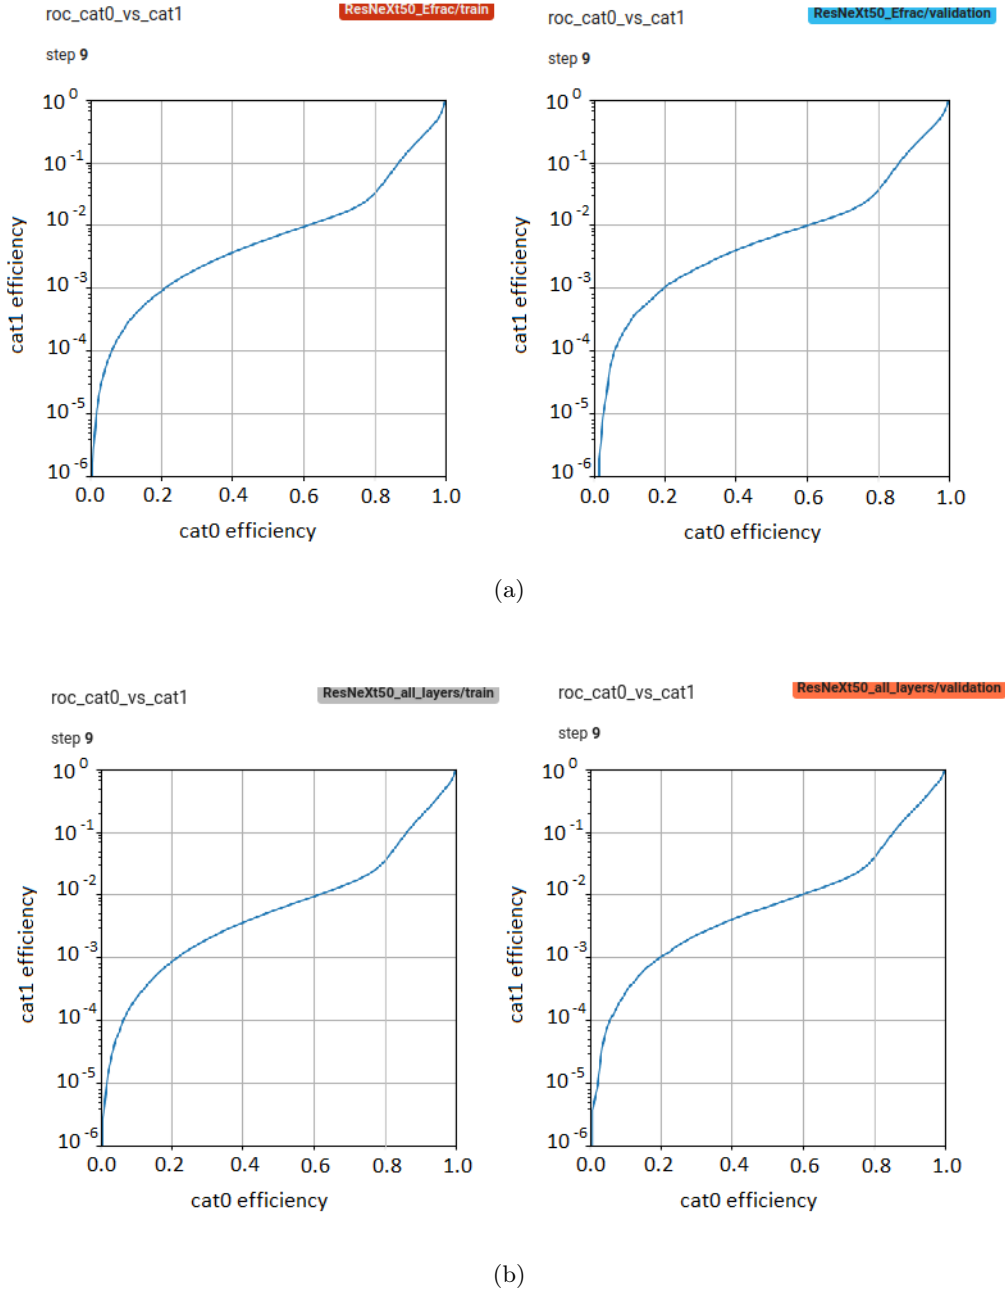 roc_cat0_vs_cat1
ResNeXt50_Efrac/train
step 9
10^0
10^-1
10^-2
10^-3
10^-4
10^-5
10^-6
cat1 efficiency
0.0 0.2 0.4 0.6 0.8 1.0
cat0 efficiency
roc_cat0_vs_cat1
ResNeXt50_Efrac/validation
step 9
10^0
10^-1
10^-2
10^-3
10^-4
10^-5
10^-6
cat1 efficiency
0.0 0.2 0.4 0.6 0.8 1.0
cat0 efficiency
(a)
roc_cat0_vs_cat1
ResNeXt50_all_layers/train
step 9
10^0
10^-1
10^-2
10^-3
10^-4
10^-5
10^-6
cat1 efficiency
0.0 0.2 0.4 0.6 0.8 1.0
cat0 efficiency
roc_cat0_vs_cat1
ResNeXt50_all_layers/validation
step 9
10^0
10^-1
10^-2
10^-3
10^-4
10^-5
10^-6
cat1 efficiency
0.0 0.2 0.4 0.6 0.8 1.0
cat0 efficiency
(b)